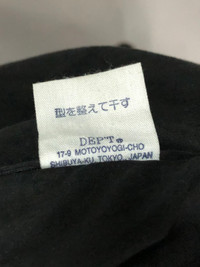 型を整えて干す
DEPT.
17-9 MOTOYOYOGI-CHO
SHIBUYA-KU, TOKYO, JAPAN